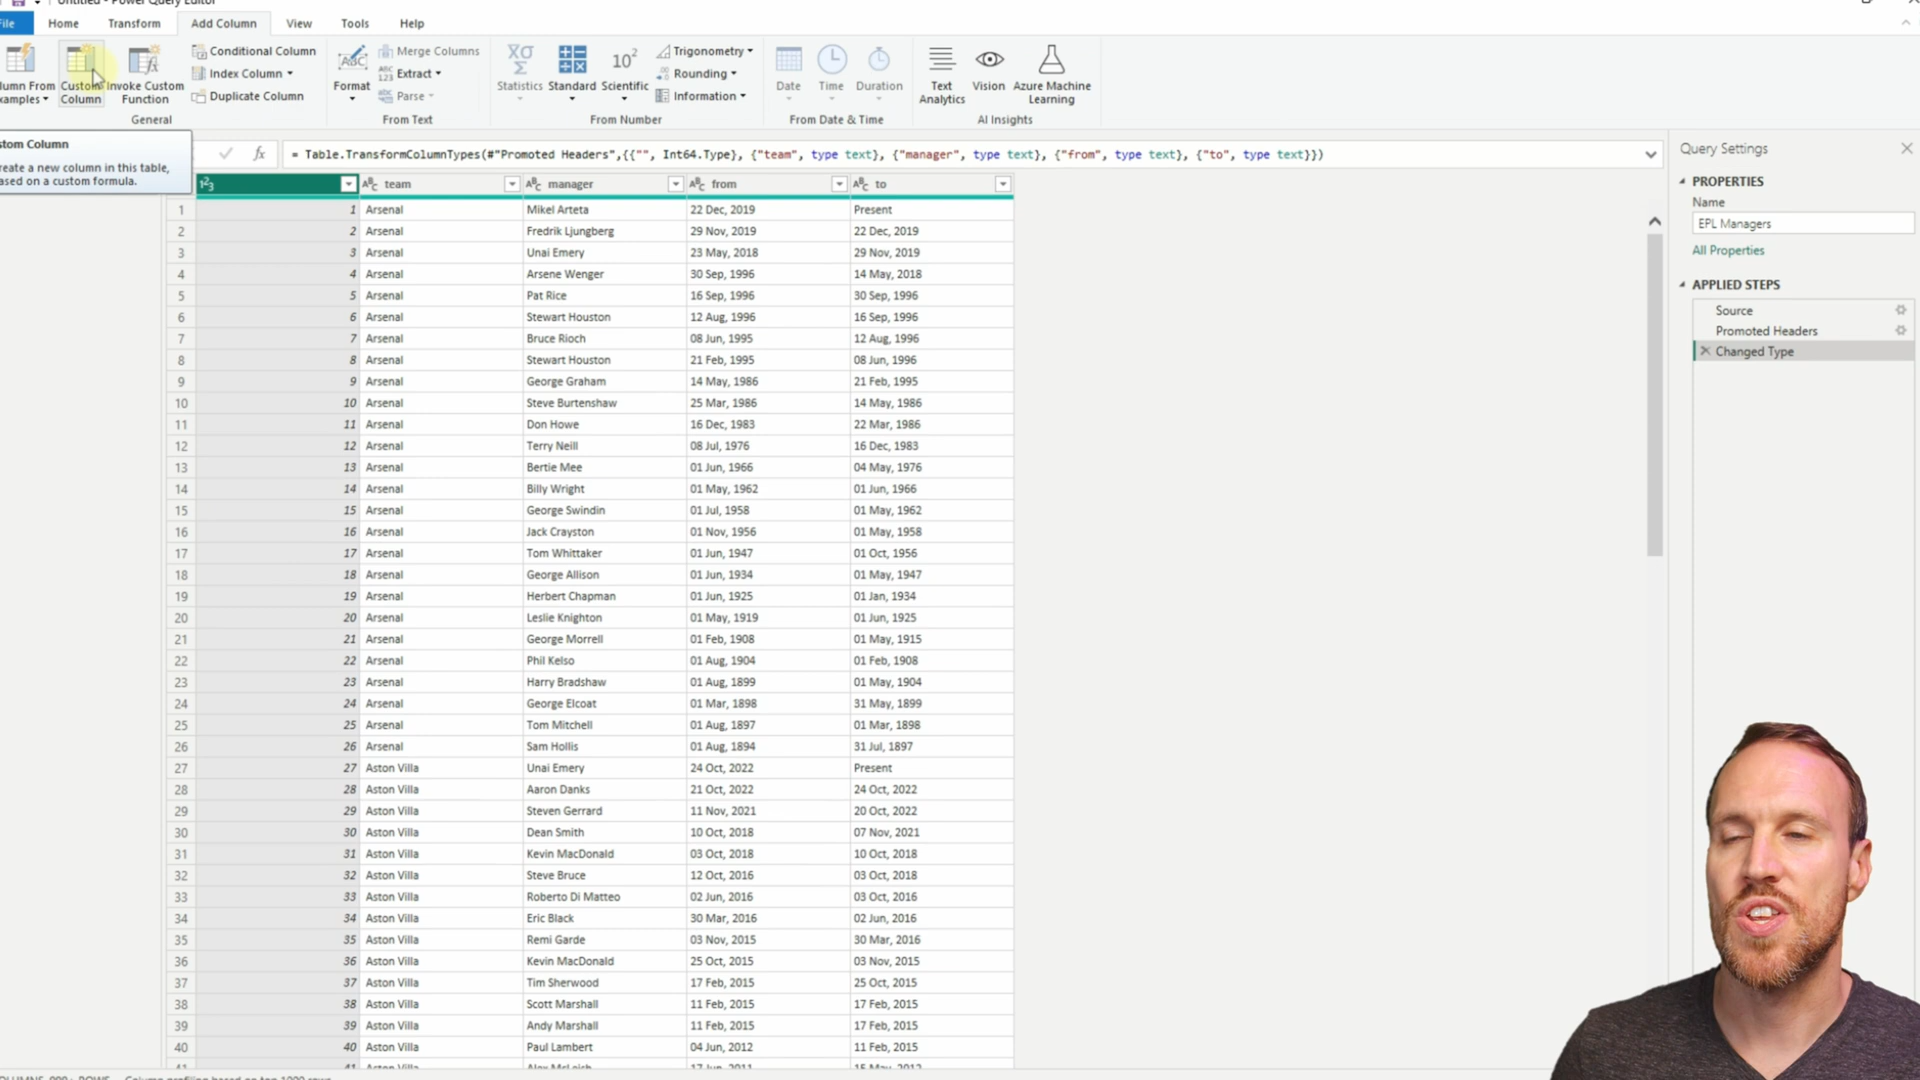 Untitled - Power Query Editor
File Home Transform Add Column View Tools Help
Conditional Column
Index Column
Duplicate Column
Custom
Column
Invoke Custom
Function
General
Format
Merge Columns
Extract
Parse
From Text
Statistics Standard Scientific
Trigonometry
Rounding
Information
From Number
Date Time Duration
From Date & Time
Text
Analytics
Vision
Azure Machine
Learning
AI Insights
stom Column
reate a new column in this table,
ased on a custom formula.
fx = Table.TransformColumnTypes(#"Promoted Headers",{{"", Int64.Type}, {"team", type text}, {"manager", type text}, {"from", type text}, {"to", type text}})
team manager from to
1 1 Arsenal Mikel Arteta 22 Dec, 2019 Present
2 2 Arsenal Fredrik Ljungberg 29 Nov, 2019 22 Dec, 2019
3 3 Arsenal Unai Emery 23 May, 2018 29 Nov, 2019
4 4 Arsenal Arsene Wenger 30 Sep, 1996 14 May, 2018
5 5 Arsenal Pat Rice 16 Sep, 1996 30 Sep, 1996
6 6 Arsenal Stewart Houston 12 Aug, 1996 16 Sep, 1996
7 7 Arsenal Bruce Rioch 08 Jun, 1995 12 Aug, 1996
8 8 Arsenal Stewart Houston 21 Feb, 1995 08 Jun, 1996
9 9 Arsenal George Graham 14 May, 1986 21 Feb, 1995
10 10 Arsenal Steve Burtenshaw 25 Mar, 1986 14 May, 1986
11 11 Arsenal Don Howe 16 Dec, 1983 22 Mar, 1986
12 12 Arsenal Terry Neill 08 Jul, 1976 16 Dec, 1983
13 13 Arsenal Bertie Mee 01 Jun, 1966 04 May, 1976
14 14 Arsenal Billy Wright 01 May, 1962 01 Jun, 1966
15 15 Arsenal George Swindin 01 Jul, 1958 01 May, 1962
16 16 Arsenal Jack Crayston 01 Nov, 1956 01 May, 1958
17 17 Arsenal Tom Whittaker 01 Jun, 1947 01 Oct, 1956
18 18 Arsenal George Allison 01 Jun, 1934 01 May, 1947
19 19 Arsenal Herbert Chapman 01 Jun, 1925 01 Jan, 1934
20 20 Arsenal Leslie Knighton 01 May, 1919 01 Jun, 1925
21 21 Arsenal George Morrell 01 Feb, 1908 01 May, 1915
22 22 Arsenal Phil Kelso 01 Aug, 1904 01 Feb, 1908
23 23 Arsenal Harry Bradshaw 01 Aug, 1899 01 May, 1904
24 24 Arsenal George Elcoat 01 Mar, 1898 31 May, 1899
25 25 Arsenal Tom Mitchell 01 Aug, 1897 01 Mar, 1898
26 26 Arsenal Sam Hollis 01 Aug, 1894 31 Jul, 1897
27 27 Aston Villa Unai Emery 24 Oct, 2022 Present
28 28 Aston Villa Aaron Danks 21 Oct, 2022 24 Oct, 2022
29 29 Aston Villa Steven Gerrard 11 Nov, 2021 20 Oct, 2022
30 30 Aston Villa Dean Smith 10 Oct, 2018 07 Nov, 2021
31 31 Aston Villa Kevin MacDonald 03 Oct, 2018 10 Oct, 2018
32 32 Aston Villa Steve Bruce 12 Oct, 2016 03 Oct, 2018
33 33 Aston Villa Roberto Di Matteo 02 Jun, 2016 03 Oct, 2016
34 34 Aston Villa Eric Black 30 Mar, 2016 02 Jun, 2016
35 35 Aston Villa Remi Garde 03 Nov, 2015 30 Mar, 2016
36 36 Aston Villa Kevin MacDonald 25 Oct, 2015 03 Nov, 2015
37 37 Aston Villa Tim Sherwood 17 Feb, 2015 25 Oct, 2015
38 38 Aston Villa Scott Marshall 11 Feb, 2015 17 Feb, 2015
39 39 Aston Villa Andy Marshall 11 Feb, 2015 17 Feb, 2015
40 40 Aston Villa Paul Lambert 04 Jun, 2012 11 Feb, 2015
Query Settings
PROPERTIES
Name
EPL Managers
All Properties
APPLIED STEPS
Source
Promoted Headers
Changed Type